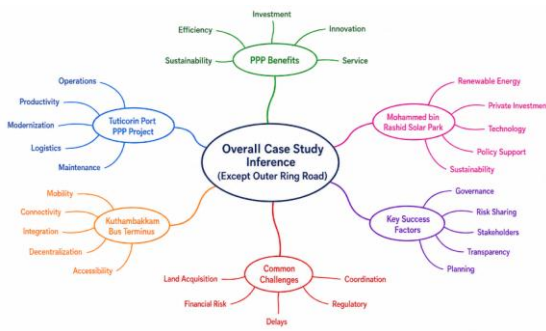 Investment
Efficiency
Innovation
Sustainability
PPP Benefits
Service
Operations
Productivity
Modernization
Tuticorin Port
PPP Project
Logistics
Maintenance
Renewable Energy
Mohammed bin
Rashid Solar Park
Private Investment
Technology
Policy Support
Sustainability
Overall Case Study
Inference
(Except Outer Ring Road)
Mobility
Connectivity
Kuthambakkam
Bus Terminus
Integration
Decentralization
Accessibility
Governance
Key Success
Factors
Risk Sharing
Stakeholders
Transparency
Planning
Common
Challenges
Land Acquisition
Coordination
Financial Risk
Regulatory
Delays